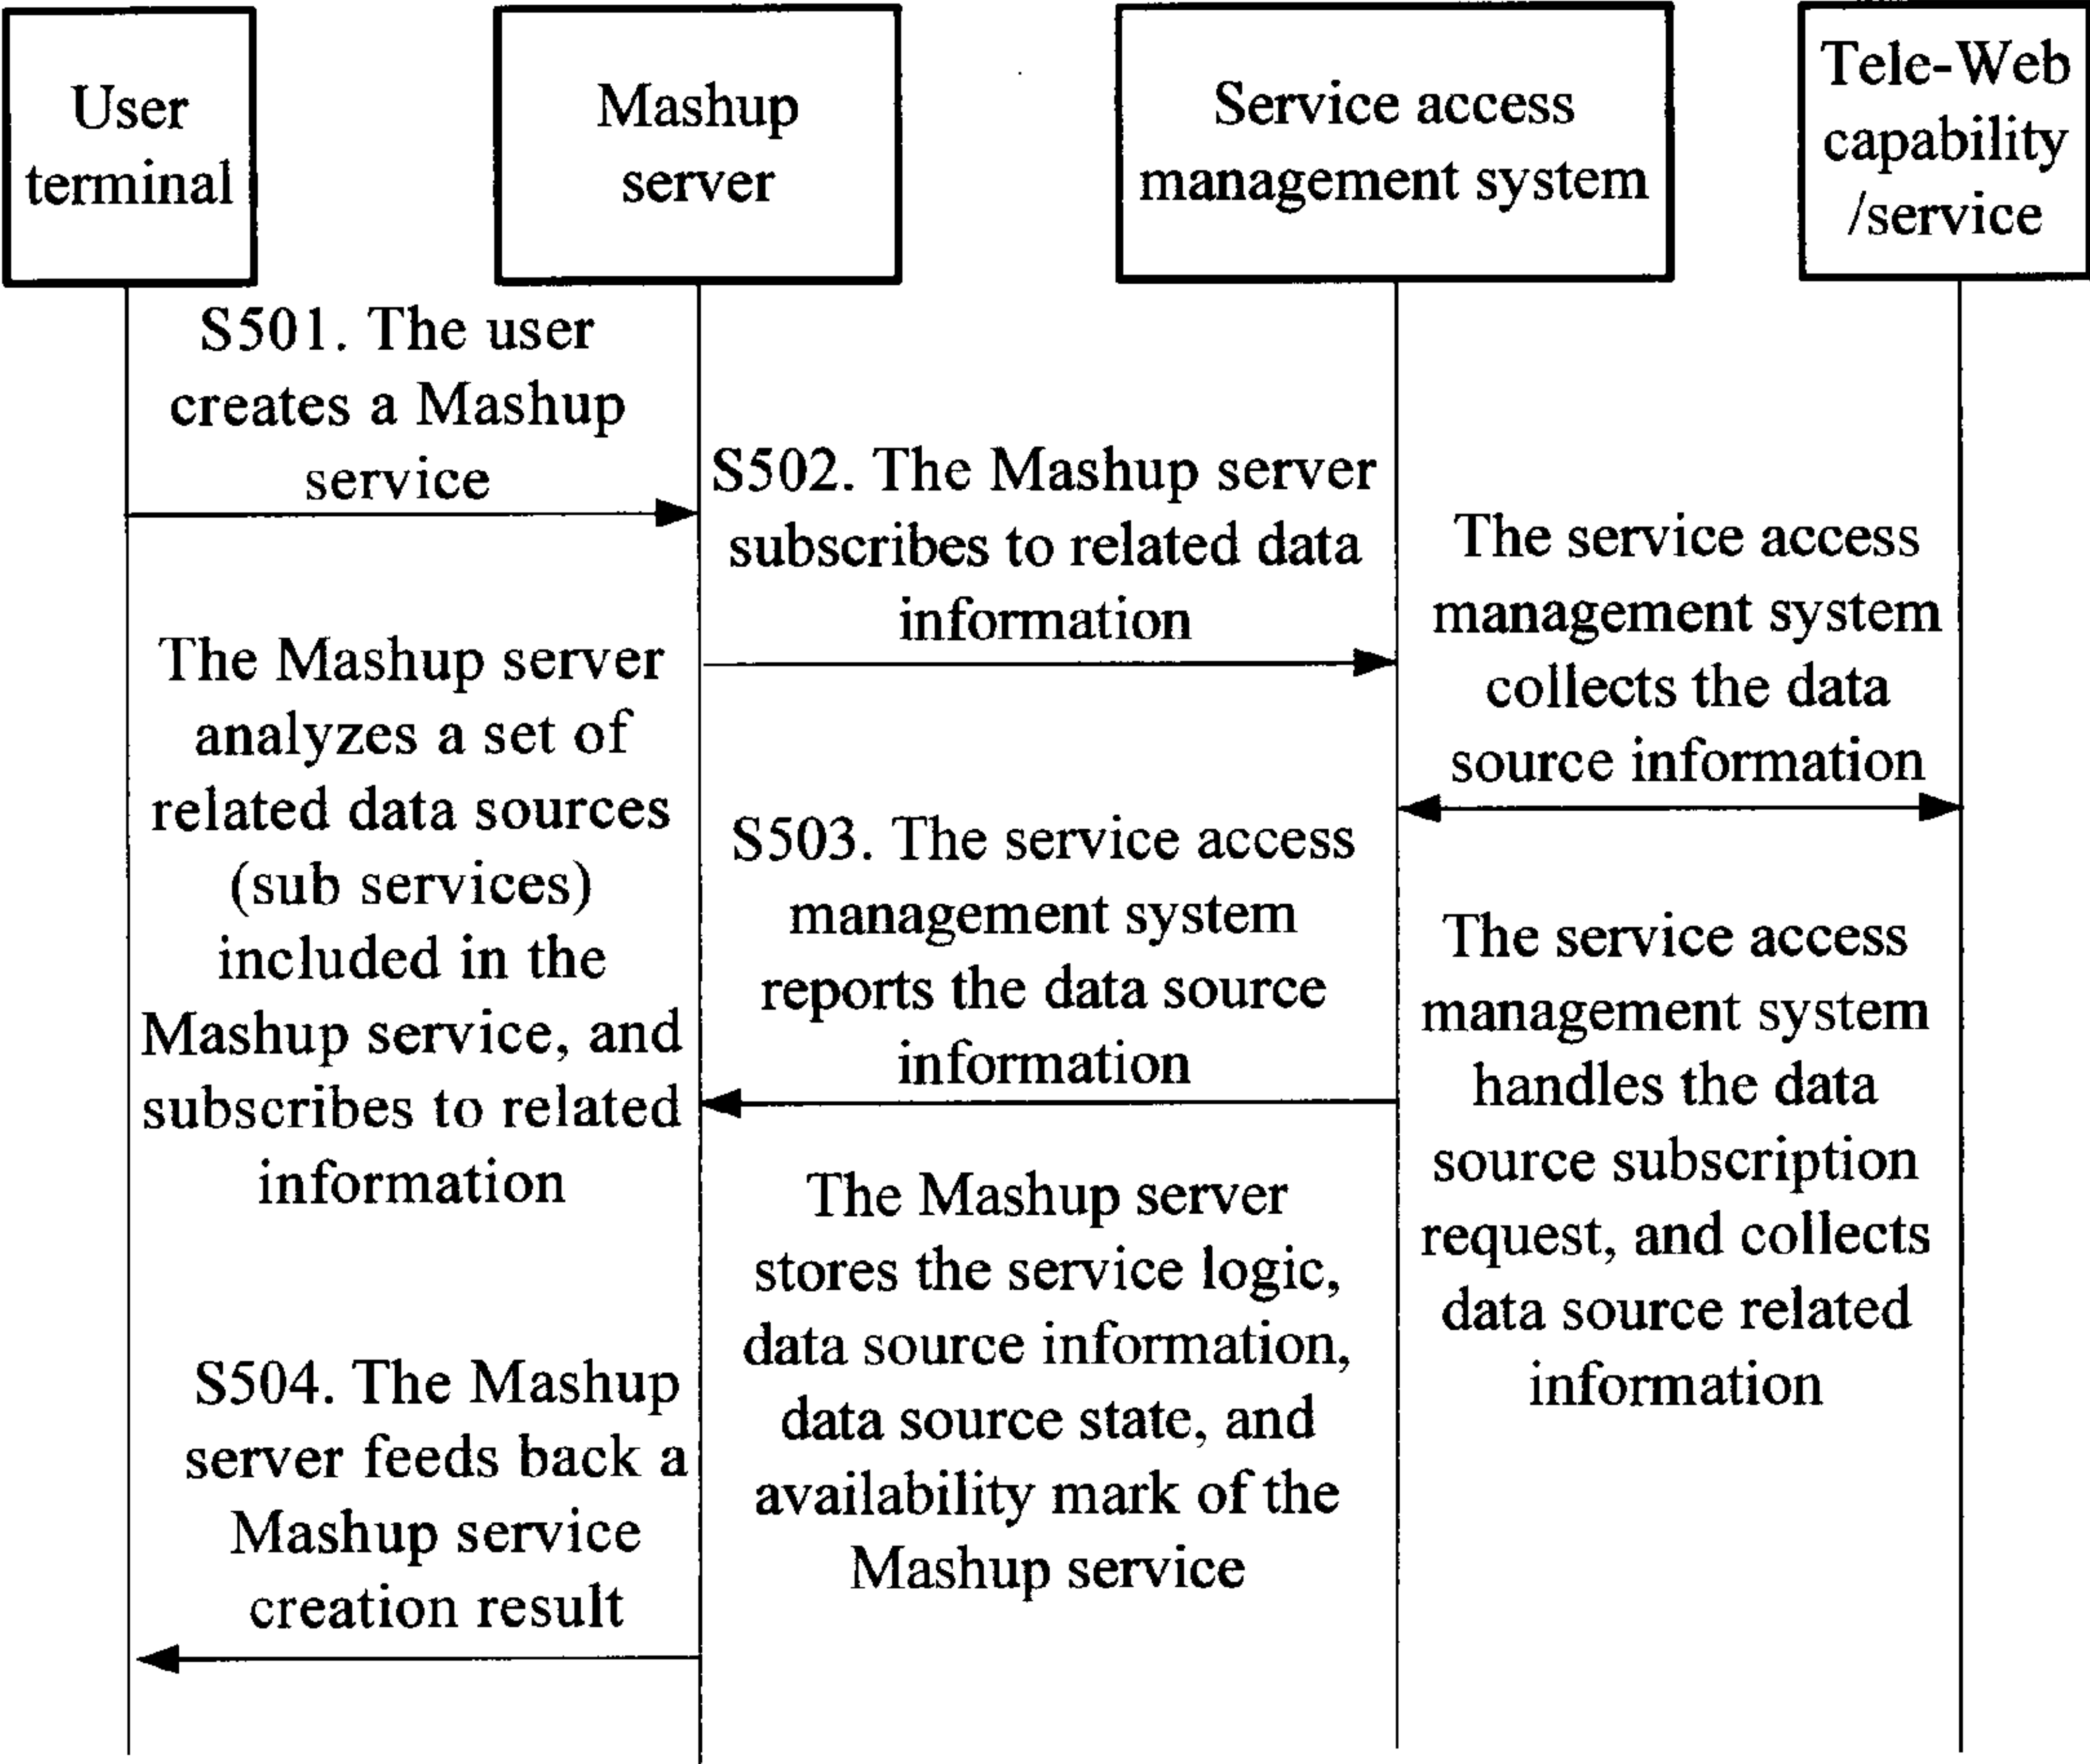 User
terminal
Mashup
server
Service access
management system
Tele-Web
capability
/service
S501. The user
creates a Mashup
service
S502. The Mashup server
subscribes to related data
information
The service access
management system
collects the data
source information
The Mashup server
analyzes a set of
related data sources
(sub services)
included in the
Mashup service, and
subscribes to related
information
S503. The service access
management system
reports the data source
information
The service access
management system
handles the data
source subscription
request, and collects
data source related
information
The Mashup server
stores the service logic,
data source information,
data source state, and
availability mark of the
Mashup service
S504. The Mashup
server feeds back a
Mashup service
creation result